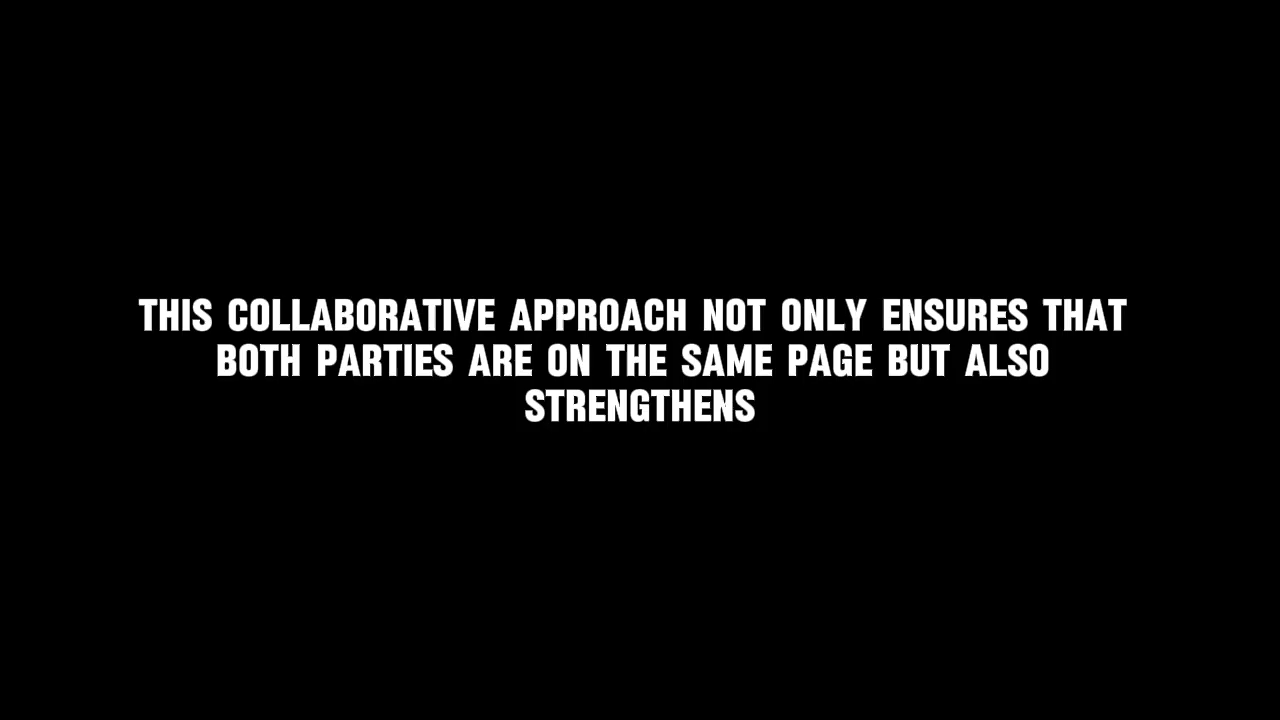 THIS COLLABORATIVE APPROACH NOT ONLY ENSURES THAT
BOTH PARTIES ARE ON THE SAME PAGE BUT ALSO
STRENGTHENS